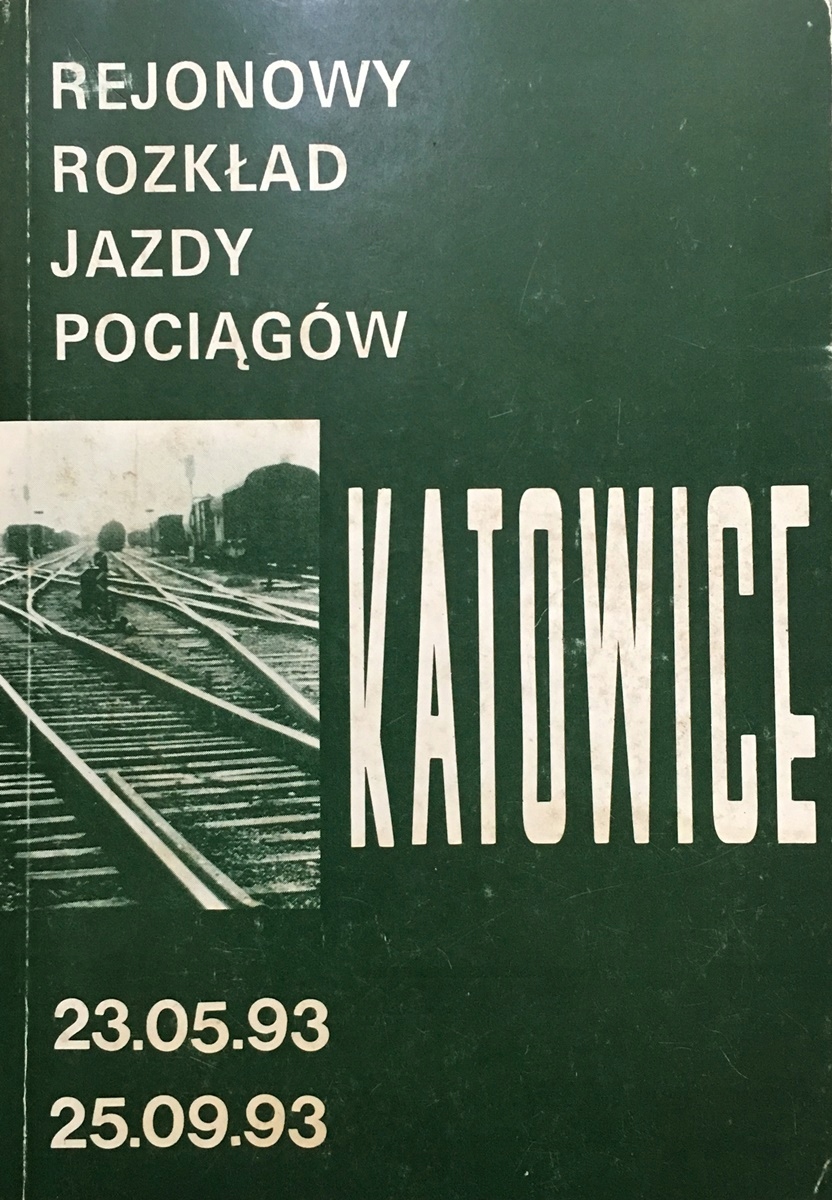 REJONOWY
ROZKŁAD
JAZDY
POCIĄGÓW
KATOWICE
23.05.93
25.09.93